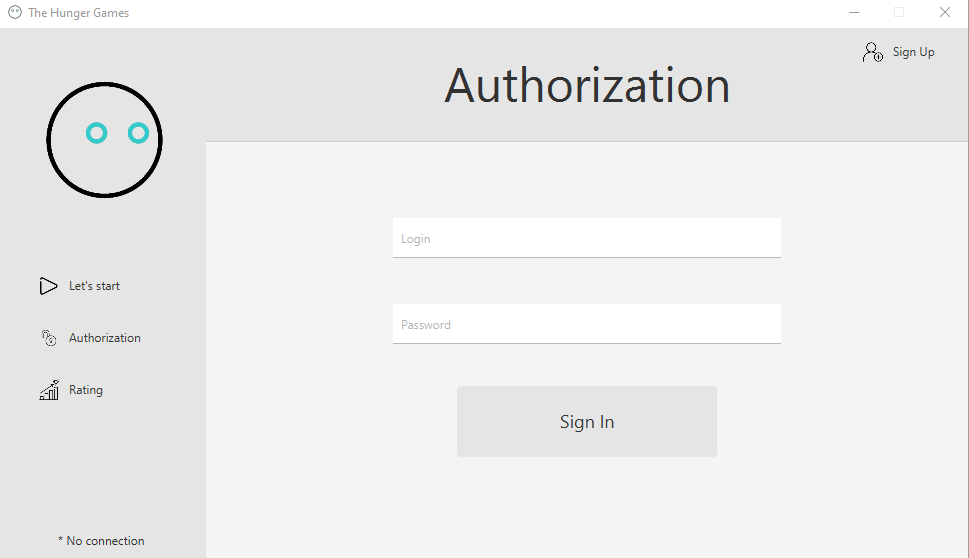 The Hunger Games
Sign Up
Authorization
Login
Let's start
Password
Authorization
Rating
Sign In
* No connection